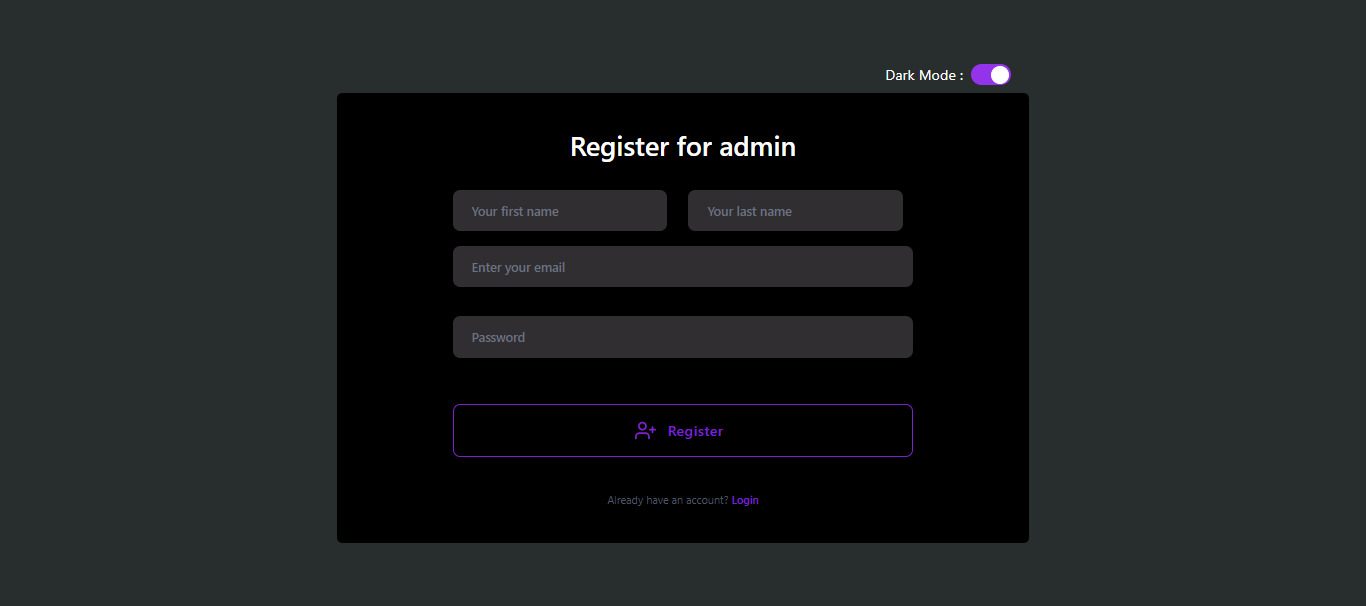 Dark Mode :
Register for admin
Your first name
Your last name
Enter your email
Password
Register
Already have an account? Login